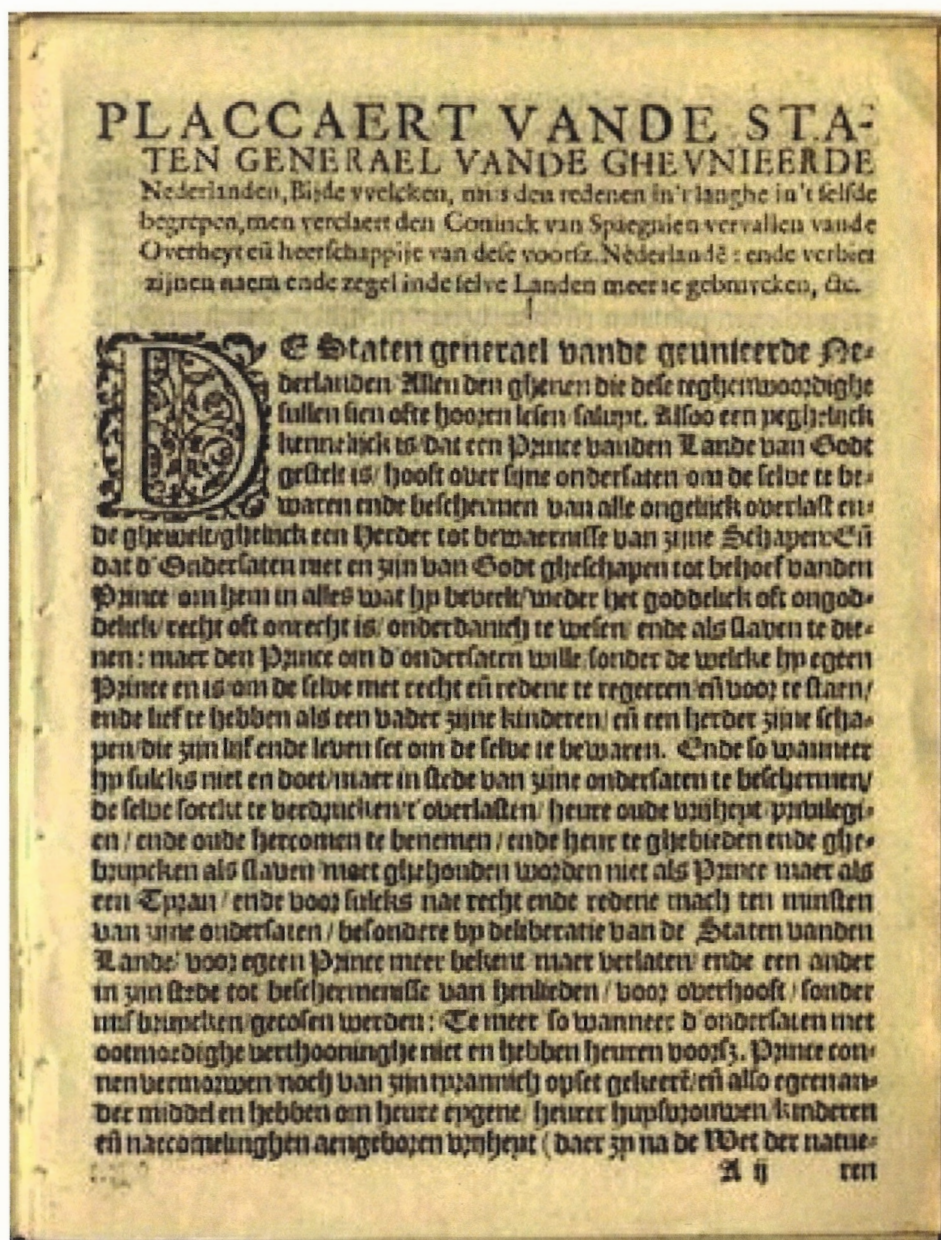 PLACCAERT VANDE STA-
TEN GENERAEL VANDE GHEVNIEERDE
Nederlanden, Bijde vvelcken, mits den redenen in't langhe in't selfde
begrepen, men verclaert den Coninck van Spaegnien vervallen vande
Overheyt eñ heerschappije van dese voorsz. Nederlandē: ende verbiet
zijnen naem ende zegel inde selve Landen meer te gebruycken, &c.
DE Staten generael vande geunieerde Ne-
derlanden/ Allen den ghenen die dese teghenwoordighe
sullen sien ofte hooren lesen/ saluyt. Alsoo een yeghelijck
kennelijck is/ dat een Prince vanden Lande van Godt
gestelt is/ hooft over sijne ondersaten/ om de selve te be-
waren ende beschermen van alle ongelijck/ overlast en-
de ghewelt/ ghelijck een Herder tot bewaernisse van zijne Schapen: Eñ
dat d'Ondersaten niet en zijn van Godt gheschapen tot behoef vanden
Prince/ om hem in alles wat hy beveelt/ weder het goddelick oft ongod-
delick/ recht oft onrecht is/ onderdanich te wesen/ ende als slaven te die-
nen: maer den Prince om d'ondersaten wille/ sonder de welcke hy egeen
Prince en is/ om de selve met recht eñ redene te regeeren/ eñ voor te staen/
ende lief te hebben als een vader zijne kinderen/ eñ een herder zijne scha-
pen/ die zijn lijf ende leven set om de selve te bewaren. Ende so wanneer
hy sulcks niet en doet/ maer in stede van zijne ondersaten te beschermen/
de selve soeckt te verdrucken/ t'overlasten/ heure oude vrijheyt/ privilegi-
en/ ende oude hercomen te benemen/ ende heur te ghebieden ende ghe-
bruycken als slaven/ moet ghehouden worden niet als Prince/ maer als
een Tyran/ ende voor sulcks nae recht ende redene mach ten minsten
van zijne ondersaten/ besondere by deliberatie van de Staten vanden
Lande/ voor egeen Prince meer bekent/ maer verlaten/ ende een ander
in zijn stede tot beschermenisse van henlieden/ voor overhooft/ sonder
misbruycken/ gecosen werden: Te meer so wanneer d'ondersaten met
ootmoedighe verthooninghe niet en hebben heuren voorsz. Prince con-
nen vermorwen/ noch van zijn tyrannich opset gekeert/ eñ also egeen an-
der middel en hebben om heure eygene/ heurer huysvrouwen/ kinderen
eñ naecomelinghen aengeboren vrijheyt (daer zy na de Wet der natue-
A ij ren